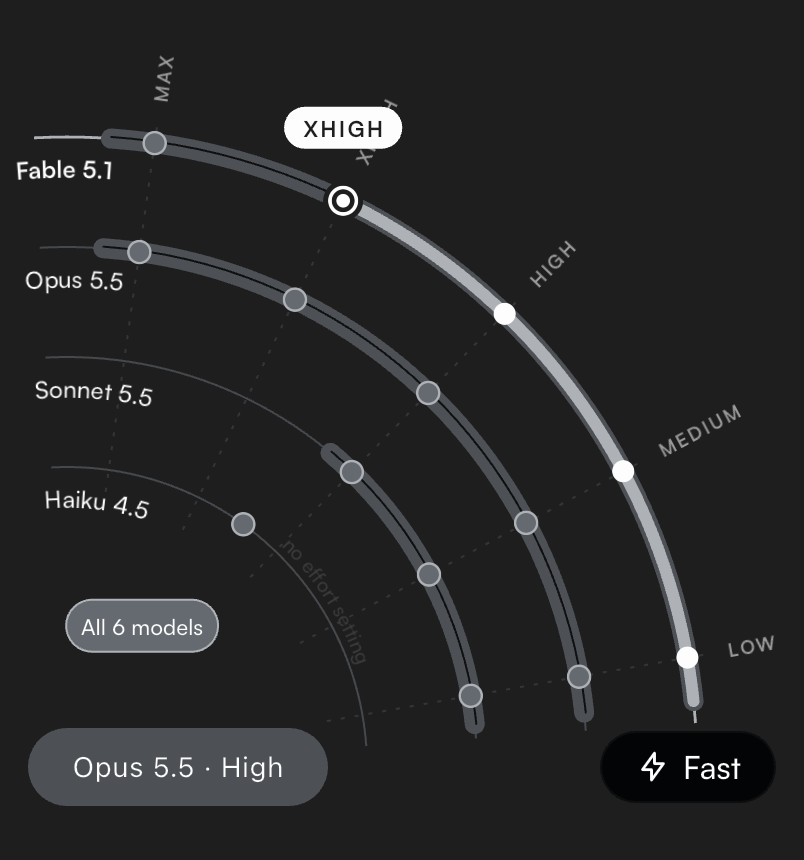 MAX
XHIGH
XHIGH
Fable 5.1
HIGH
Opus 5.5
Sonnet 5.5
MEDIUM
Haiku 4.5
no effort setting
All 6 models
LOW
Opus 5.5 · High
Fast